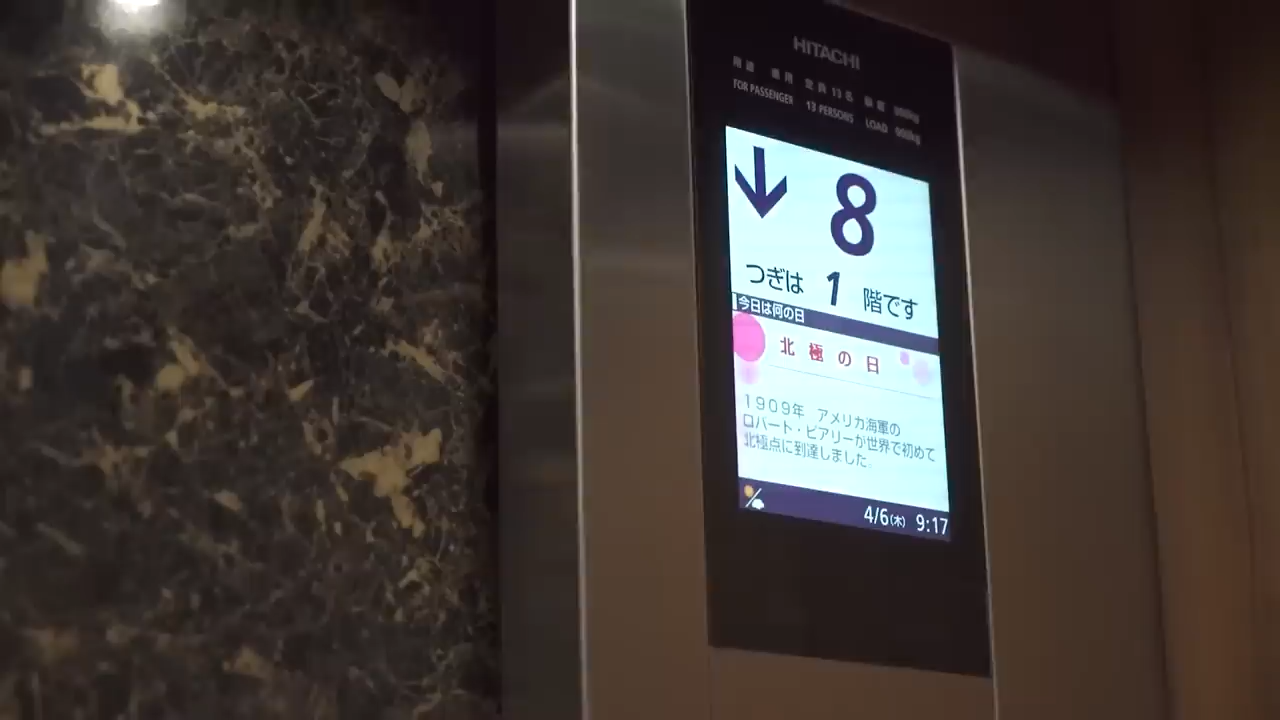 HITACHI
用途 乗用 定員 13名 積載 900kg
FOR PASSENGER 13 PERSONS LOAD 900kg
↓ 8
つぎは 1 階です
今日は何の日
北極の日
1909年 アメリカ海軍の
ロバート・ピアリーが世界で初めて
北極点に到達しました。
4/6(木) 9:17